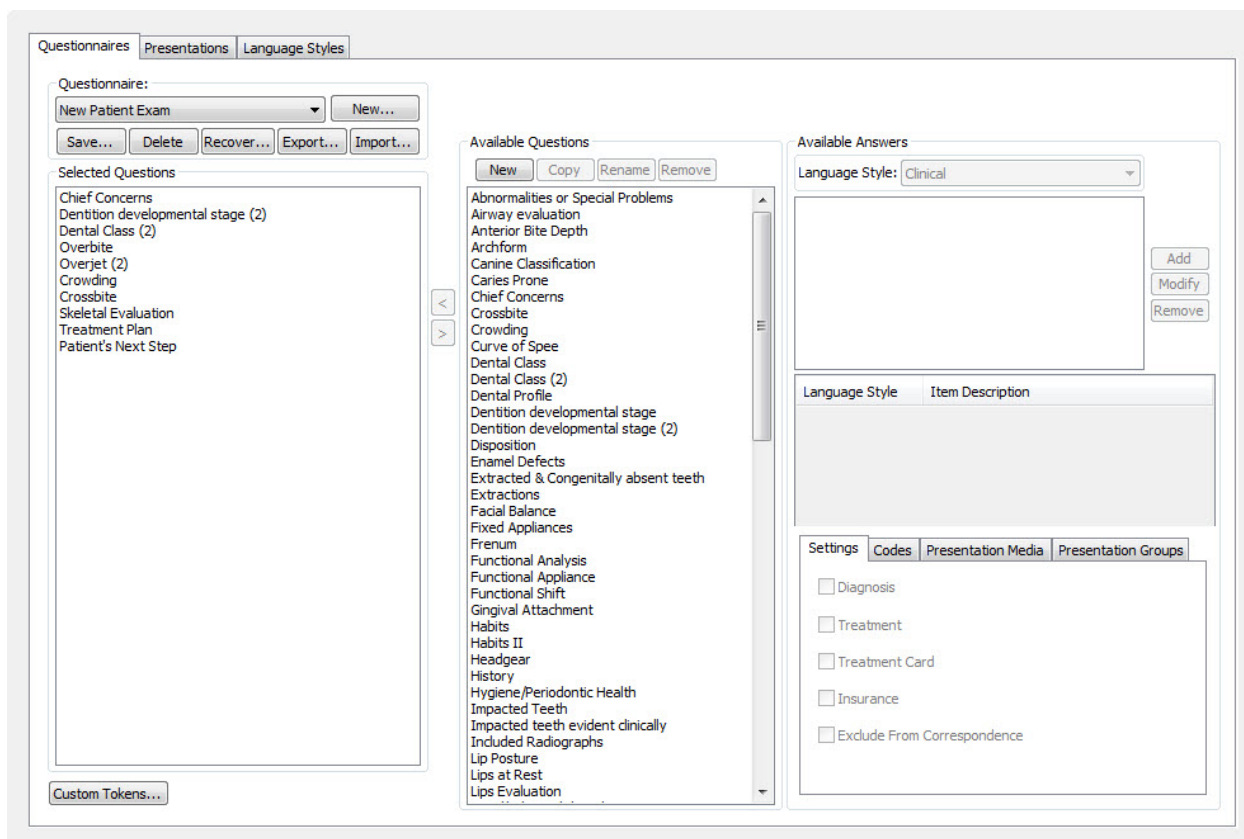 Questionnaires Presentations Language Styles
Questionnaire:
New Patient Exam New...
Save... Delete Recover... Export... Import...
Selected Questions
Chief Concerns
Dentition developmental stage (2)
Dental Class (2)
Overbite
Overjet (2)
Crowding
Crossbite
Skeletal Evaluation
Treatment Plan
Patient's Next Step
Custom Tokens...
<
>
Available Questions
New Copy Rename Remove
Abnormalities or Special Problems
Airway evaluation
Anterior Bite Depth
Archform
Canine Classification
Caries Prone
Chief Concerns
Crossbite
Crowding
Curve of Spee
Dental Class
Dental Class (2)
Dental Profile
Dentition developmental stage
Dentition developmental stage (2)
Disposition
Enamel Defects
Extracted & Congenitally absent teeth
Extractions
Facial Balance
Fixed Appliances
Frenum
Functional Analysis
Functional Appliance
Functional Shift
Gingival Attachment
Habits
Habits II
Headgear
History
Hygiene/Periodontic Health
Impacted Teeth
Impacted teeth evident clinically
Included Radiographs
Lip Posture
Lips at Rest
Lips Evaluation
Available Answers
Language Style: Clinical
Add
Modify
Remove
Language Style Item Description
Settings Codes Presentation Media Presentation Groups
Diagnosis
Treatment
Treatment Card
Insurance
Exclude From Correspondence